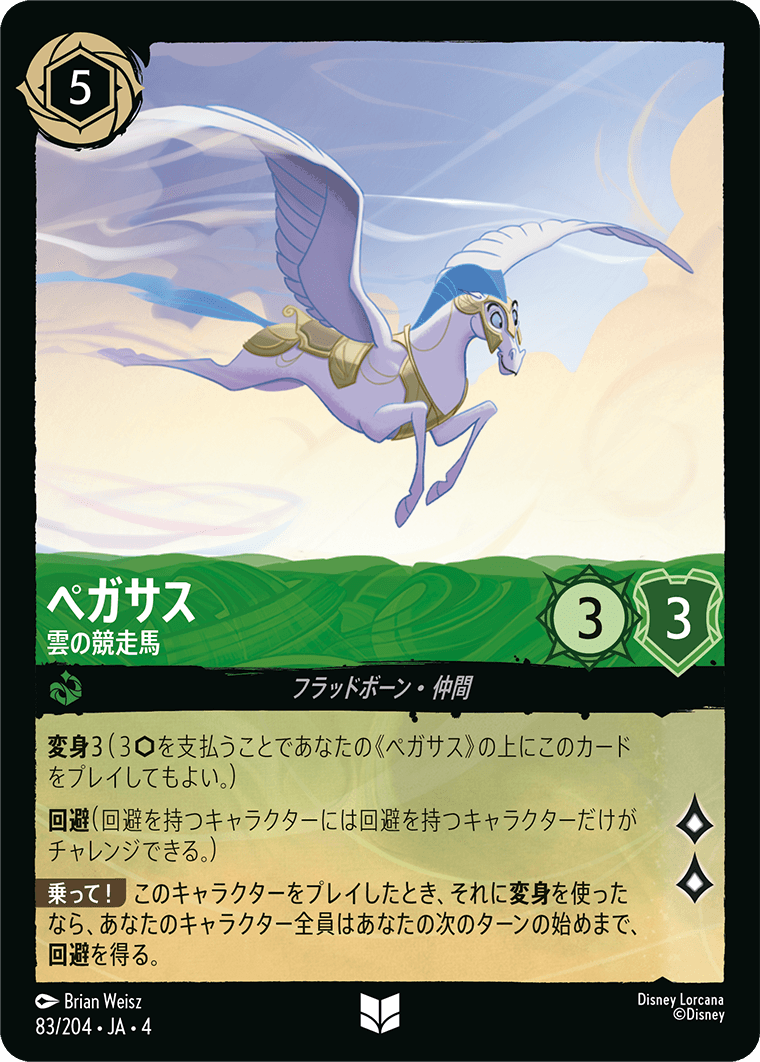 5
ペガサス
雲の競走馬
3
3
フラッドボーン・仲間
変身3(3⬡を支払うことであなたの《ペガサス》の上にこのカード
をプレイしてもよい。)
回避(回避を持つキャラクターには回避を持つキャラクターだけが
チャレンジできる。)
乗って! このキャラクターをプレイしたとき、それに変身を使った
なら、あなたのキャラクター全員はあなたの次のターンの始めまで、
回避を得る。
Brian Weisz
83/204・JA・4
Disney Lorcana
©Disney